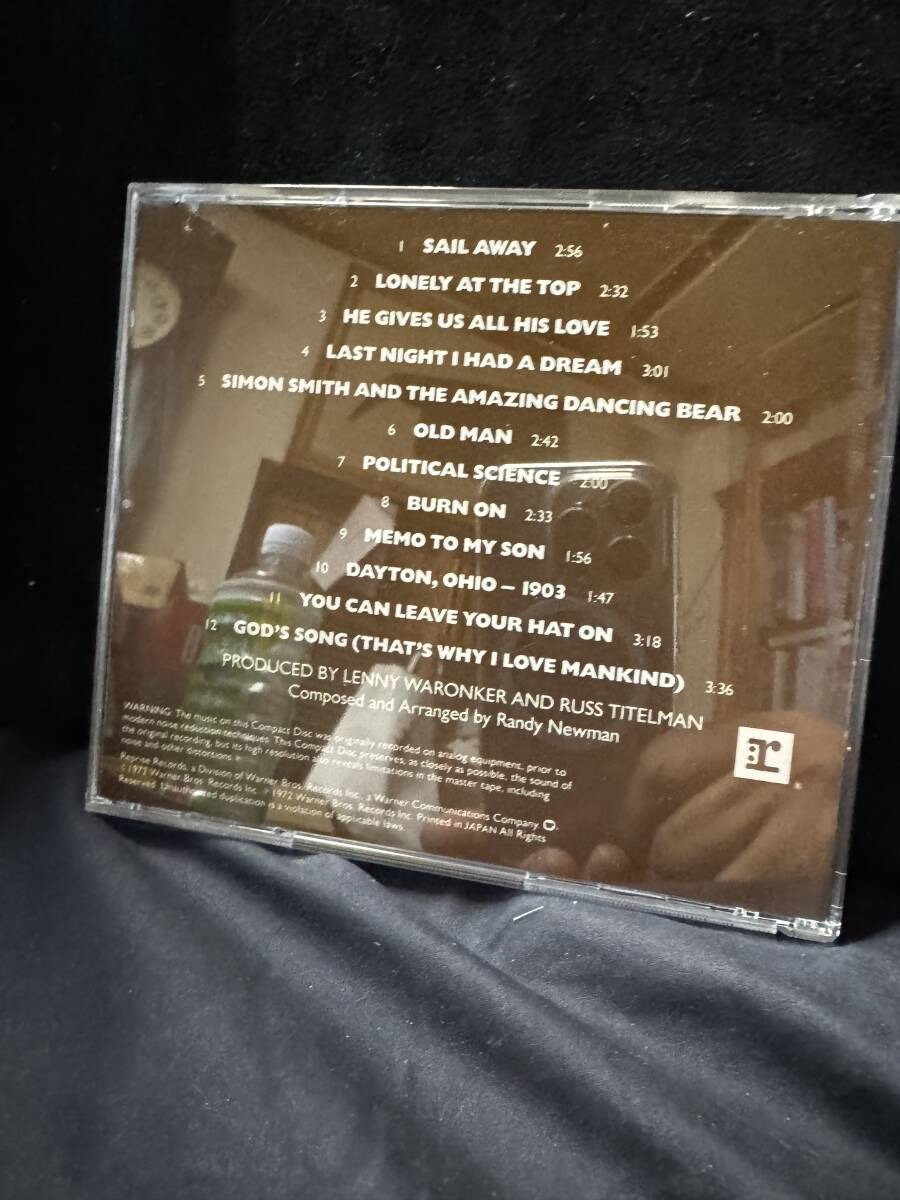 1 SAIL AWAY 2:56
2 LONELY AT THE TOP 2:32
3 HE GIVES US ALL HIS LOVE 1:53
4 LAST NIGHT I HAD A DREAM 3:01
5 SIMON SMITH AND THE AMAZING DANCING BEAR 2:00
6 OLD MAN 2:42
7 POLITICAL SCIENCE 2:00
8 BURN ON 2:33
9 MEMO TO MY SON 1:56
10 DAYTON, OHIO – 1903 1:47
11 YOU CAN LEAVE YOUR HAT ON 3:18
12 GOD'S SONG (THAT'S WHY I LOVE MANKIND) 3:36
PRODUCED BY LENNY WARONKER AND RUSS TITELMAN
Composed and Arranged by Randy Newman
WARNING: The music on this Compact Disc was originally recorded on analog equipment, prior to
modern noise reduction techniques. This Compact Disc preserves, as closely as possible, the sound of
the original recording, but its high resolution also reveals limitations in the master tape, including
noise and other distortions.
Reprise Records, a Division of Warner Bros. Records Inc., a Warner Communications Company
© 1972 Warner Bros. Records Inc. ℗ 1972 Warner Bros. Records Inc. Printed in JAPAN All Rights
Reserved. Unauthorized duplication is a violation of applicable laws.
r